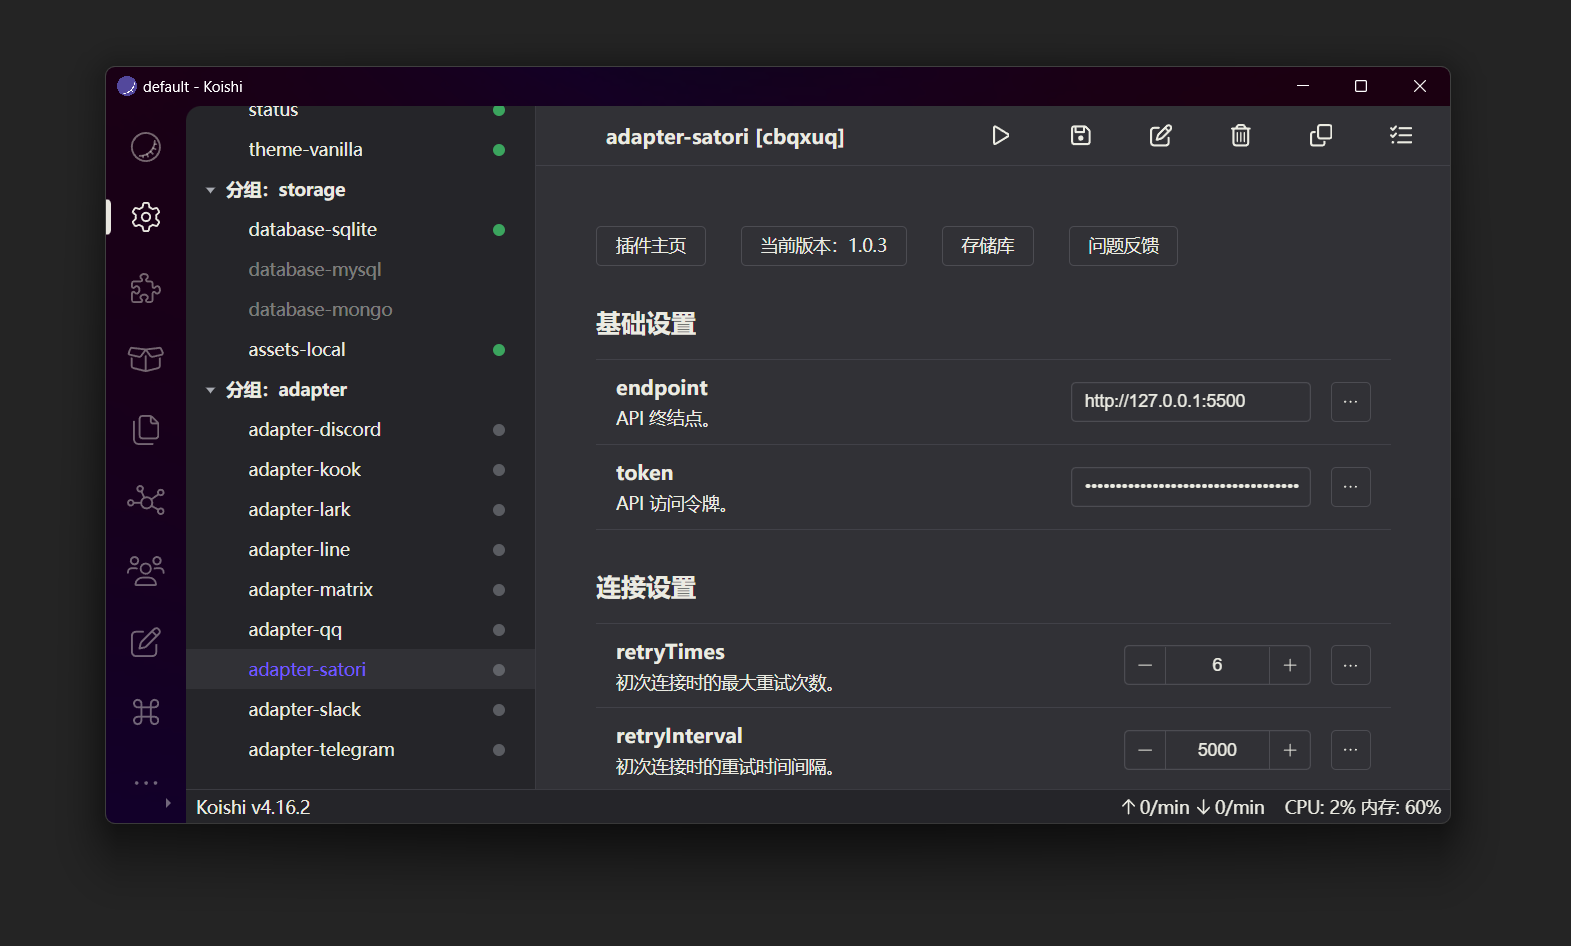 default - Koishi
status
theme-vanilla
分组：storage
database-sqlite
database-mysql
database-mongo
assets-local
分组：adapter
adapter-discord
adapter-kook
adapter-lark
adapter-line
adapter-matrix
adapter-qq
adapter-satori
adapter-slack
adapter-telegram
adapter-satori [cbqxuq]
插件主页
当前版本：1.0.3
存储库
问题反馈
基础设置
endpoint
API 终结点。
http://127.0.0.1:5500
token
API 访问令牌。
连接设置
retryTimes
初次连接时的最大重试次数。
6
retryInterval
初次连接时的重试时间间隔。
5000
Koishi v4.16.2
↑ 0/min ↓ 0/min
CPU: 2% 内存: 60%